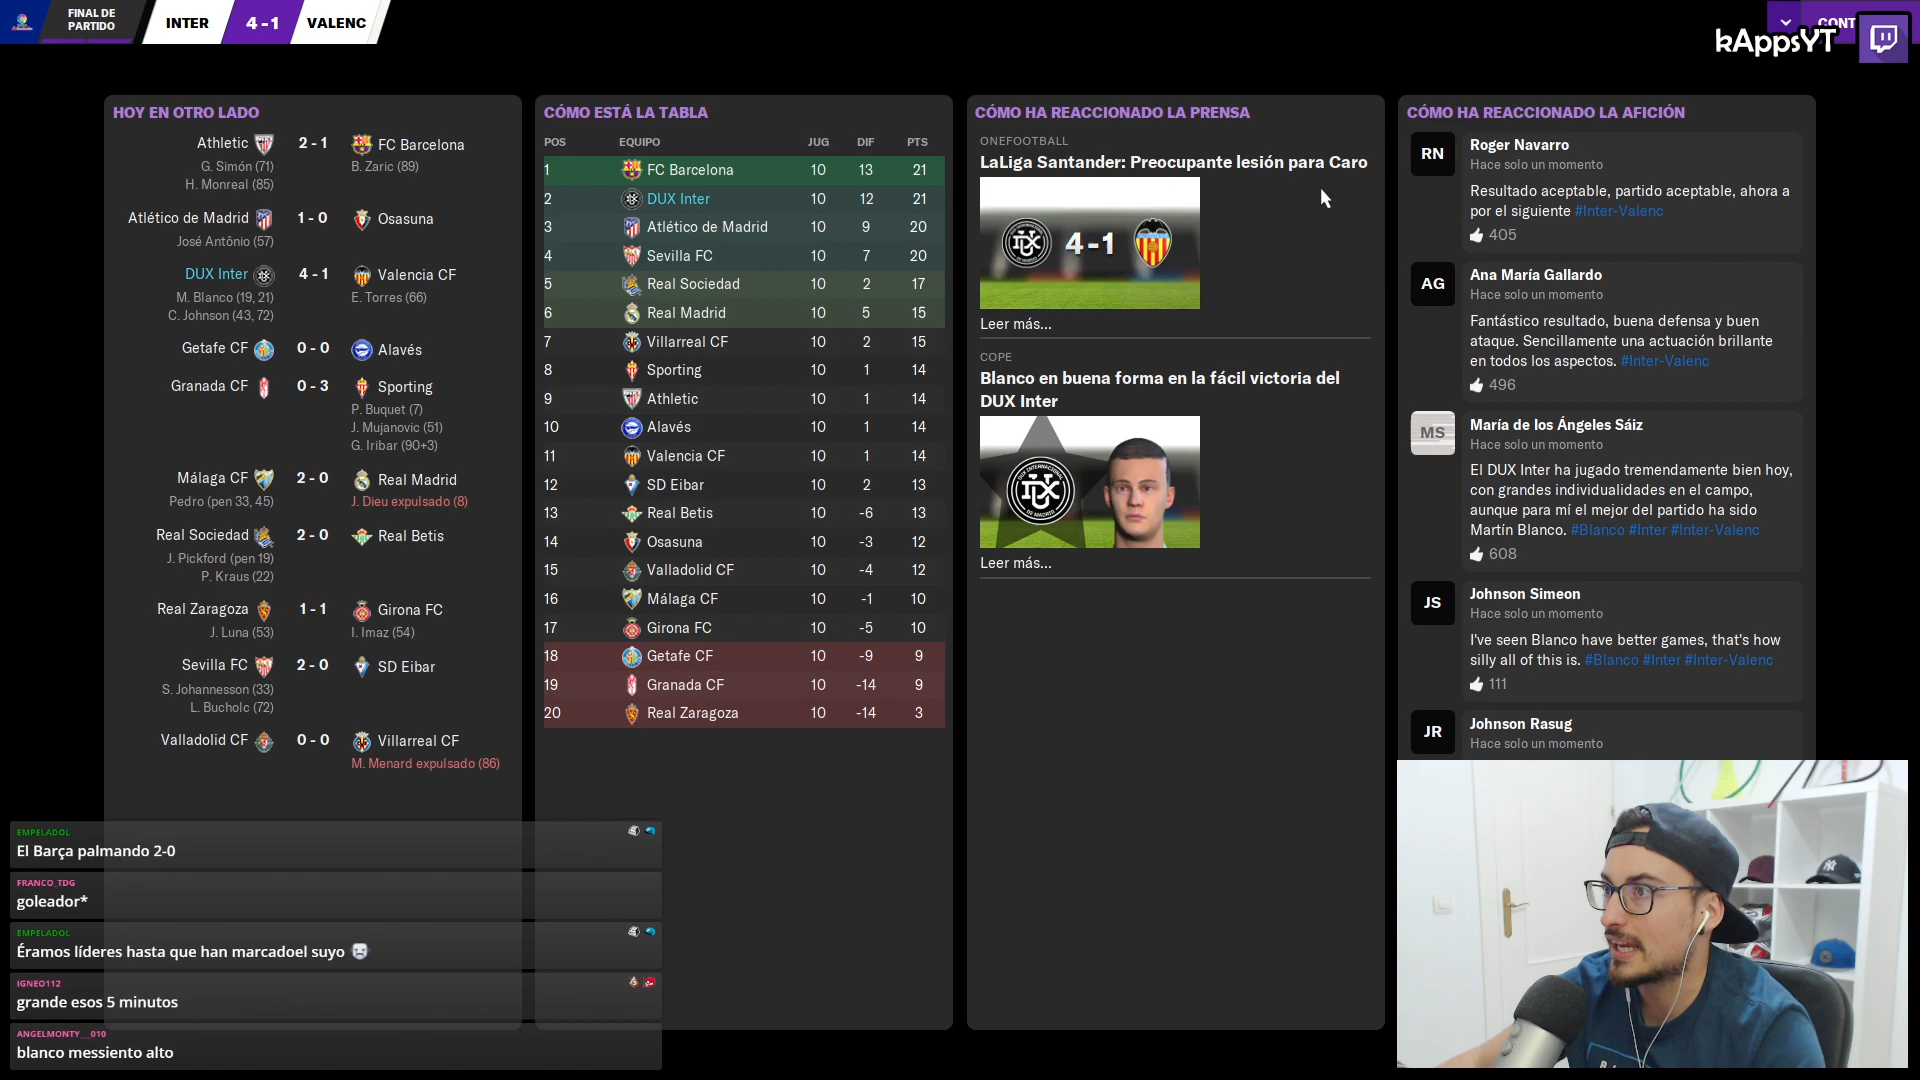 FINAL DE
PARTIDO
INTER
4 - 1
VALENC
CONT
kAppsYT
HOY EN OTRO LADO
Athletic 2 - 1 FC Barcelona
G. Simón (71) B. Zaric (89)
H. Monreal (85)
Atlético de Madrid 1 - 0 Osasuna
José Antônio (57)
DUX Inter 4 - 1 Valencia CF
M. Blanco (19, 21) E. Torres (66)
C. Johnson (43, 72)
Getafe CF 0 - 0 Alavés
Granada CF 0 - 3 Sporting
P. Buquet (7)
J. Mujanovic (51)
G. Iribar (90+3)
Málaga CF 2 - 0 Real Madrid
Pedro (pen 33, 45) J. Dieu expulsado (8)
Real Sociedad 2 - 0 Real Betis
J. Pickford (pen 19)
P. Kraus (22)
Real Zaragoza 1 - 1 Girona FC
J. Luna (53) I. Imaz (54)
Sevilla FC 2 - 0 SD Eibar
S. Johannesson (33)
L. Bucholc (72)
Valladolid CF 0 - 0 Villarreal CF
M. Menard expulsado (86)
CÓMO ESTÁ LA TABLA
POS EQUIPO JUG DIF PTS
1 FC Barcelona 10 13 21
2 DUX Inter 10 12 21
3 Atlético de Madrid 10 9 20
4 Sevilla FC 10 7 20
5 Real Sociedad 10 2 17
6 Real Madrid 10 5 15
7 Villarreal CF 10 2 15
8 Sporting 10 1 14
9 Athletic 10 1 14
10 Alavés 10 1 14
11 Valencia CF 10 1 14
12 SD Eibar 10 2 13
13 Real Betis 10 -6 13
14 Osasuna 10 -3 12
15 Valladolid CF 10 -4 12
16 Málaga CF 10 -1 10
17 Girona FC 10 -5 10
18 Getafe CF 10 -9 9
19 Granada CF 10 -14 9
20 Real Zaragoza 10 -14 3
CÓMO HA REACCIONADO LA PRENSA
ONEFOOTBALL
LaLiga Santander: Preocupante lesión para Caro
4 - 1
Leer más...
COPE
Blanco en buena forma en la fácil victoria del
DUX Inter
DUX INTERNACIONAL
DE MADRID
Leer más...
CÓMO HA REACCIONADO LA AFICIÓN
RN
Roger Navarro
Hace solo un momento
Resultado aceptable, partido aceptable, ahora a
por el siguiente #Inter-Valenc
405
AG
Ana María Gallardo
Hace solo un momento
Fantástico resultado, buena defensa y buen
ataque. Sencillamente una actuación brillante
en todos los aspectos. #Inter-Valenc
496
MS
María de los Ángeles Sáiz
Hace solo un momento
El DUX Inter ha jugado tremendamente bien hoy,
con grandes individualidades en el campo,
aunque para mí el mejor del partido ha sido
Martín Blanco. #Blanco #Inter #Inter-Valenc
608
JS
Johnson Simeon
Hace solo un momento
I've seen Blanco have better games, that's how
silly all of this is. #Blanco #Inter #Inter-Valenc
111
JR
Johnson Rasug
Hace solo un momento
EMPELADOL
El Barça palmando 2-0
FRANCO_TDG
goleador*
EMPELADOL
Éramos líderes hasta que han marcadoel suyo
IGNEO112
grande esos 5 minutos
ANGELMONTY__010
blanco messiento alto